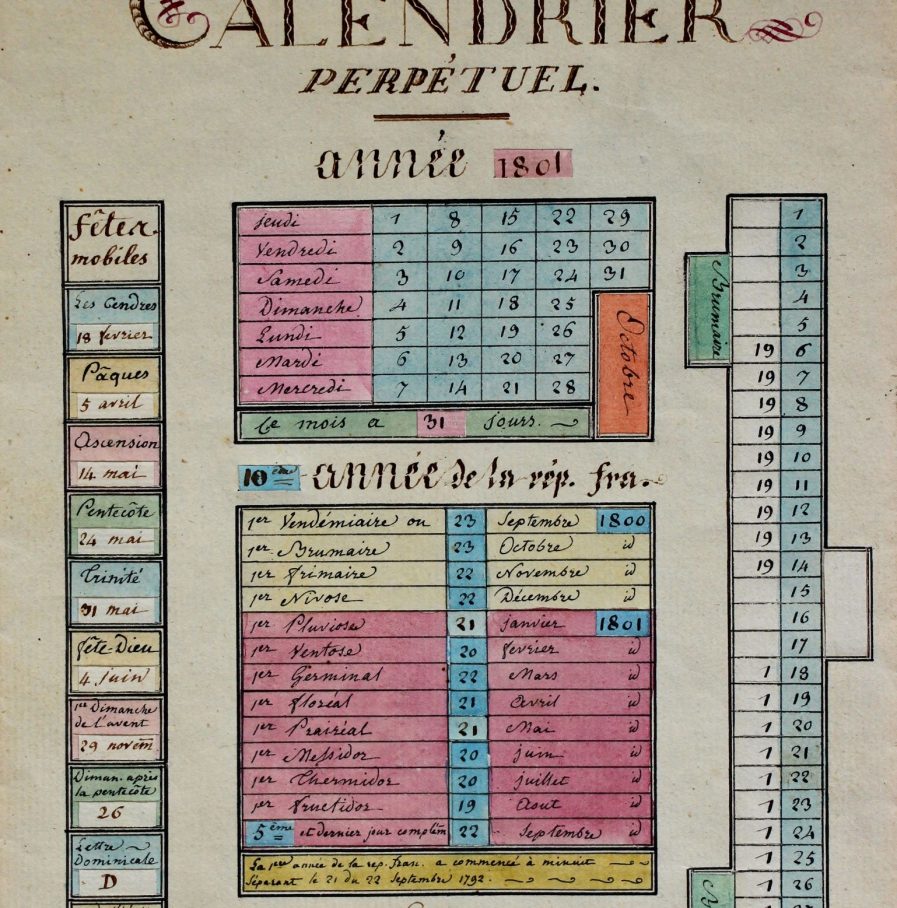 CALENDRIER
PERPÉTUEL.
année 1801
fêtes
mobiles
Les Cendres
18 fevrier
Pâques
5 avril
Ascension
14 mai
Pentecôte
24 mai
Trinité
31 mai
fête-Dieu
4 juin
1er Dimanche
de l'avent
29 novem
Diman. après
la pentecôte
26
Lettre
Dominicale
D
jeudi 1 8 15 22 29
Vendredi 2 9 16 23 30
Samedi 3 10 17 24 31
Dimanche 4 11 18 25
Lundi 5 12 19 26
Mardi 6 13 20 27
Mercredi 7 14 21 28
Octobre
Ce mois a 31 jours.
10ème année de la rép. fra.
1er Vendémiaire ou 23 Septembre 1800
1er Brumaire 23 Octobre id
1er frimaire 22 Novembre id
1er Nivose 22 Décembre id
1er Pluviose 21 janvier 1801
1er Ventose 20 fevrier id
1er Germinal 22 Mars id
1er floréal 21 Avril id
1er Prairéal 21 Mai id
1er Messidor 20 juin id
1er Thermidor 20 juillet id
1er fructidor 19 Aout id
5ème et dernier jour complém 22 Septembre id
La 1ere année de la rep. fran. a commencé à minuit
séparant le 21 du 22 Septembre 1792.
Brumaire
1
2
3
4
5
19 6
19 7
19 8
19 9
19 10
19 11
19 12
19 13
19 14
15
16
17
1 18
1 19
1 20
1 21
1 22
1 23
1 24
1 25
1 26